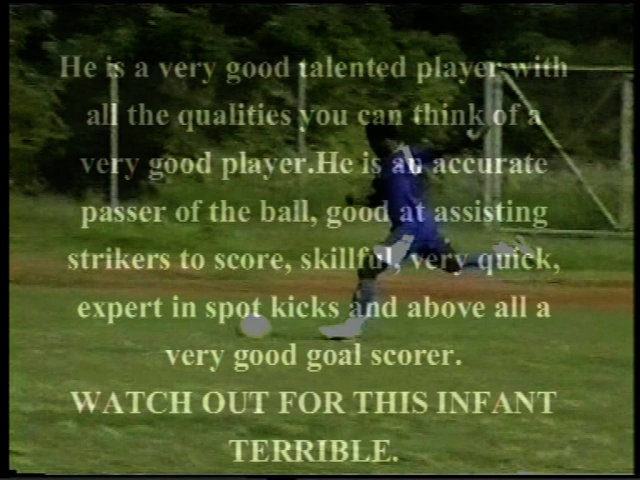 He is a very good talented player with
all the qualities you can think of a
very good player.He is an accurate
passer of the ball, good at assisting
strikers to score, skillful, very quick,
expert in spot kicks and above all a
very good goal scorer.
WATCH OUT FOR THIS INFANT
TERRIBLE.